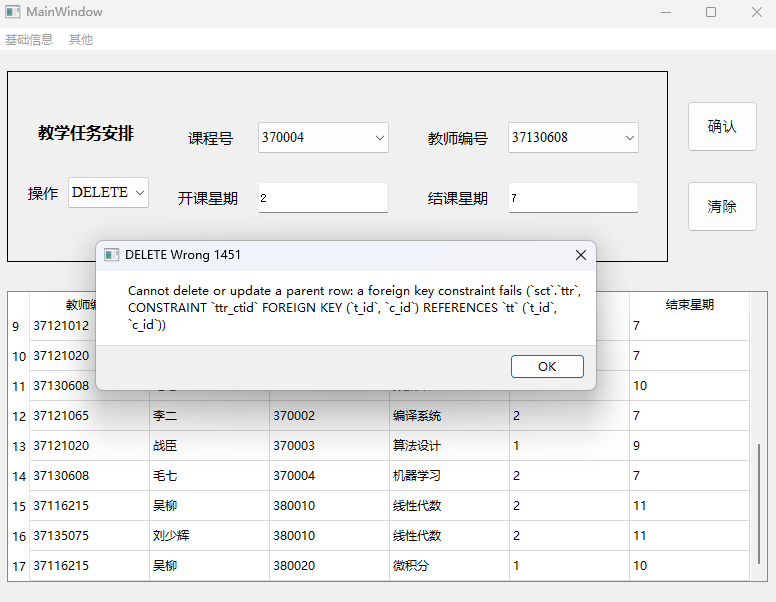 MainWindow
基础信息 其他
教学任务安排 课程号 370004 教师编号 37130608 确认
操作 DELETE 开课星期 2 结课星期 7 清除
DELETE Wrong 1451
Cannot delete or update a parent row: a foreign key constraint fails (`sct`.`ttr`,
CONSTRAINT `ttr_ctid` FOREIGN KEY (`t_id`, `c_id`) REFERENCES `tt` (`t_id`,
`c_id`))
OK
教师编 结束星期
9 37121012 7
10 37121020 7
11 37130608 10
12 37121065 李二 370002 编译系统 2 7
13 37121020 战臣 370003 算法设计 1 9
14 37130608 毛七 370004 机器学习 2 7
15 37116215 吴柳 380010 线性代数 2 11
16 37135075 刘少辉 380010 线性代数 2 11
17 37116215 吴柳 380020 微积分 1 10